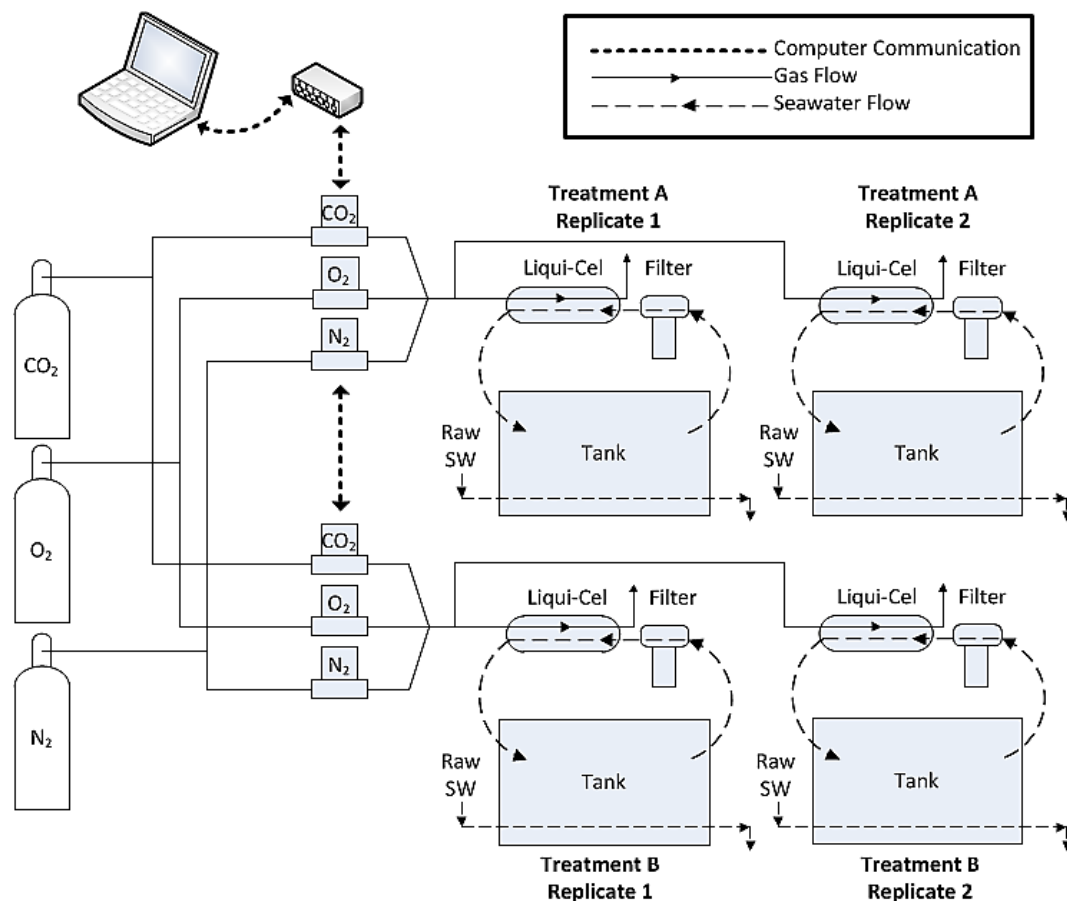 Computer Communication
Gas Flow
Seawater Flow
Treatment A
Replicate 1
Treatment A
Replicate 2
CO₂
O₂
N₂
Liqui-Cel
Filter
Liqui-Cel
Filter
CO₂
O₂
N₂
Raw
SW
Tank
Raw
SW
Tank
CO₂
O₂
N₂
Liqui-Cel
Filter
Liqui-Cel
Filter
Raw
SW
Tank
Raw
SW
Tank
Treatment B
Replicate 1
Treatment B
Replicate 2